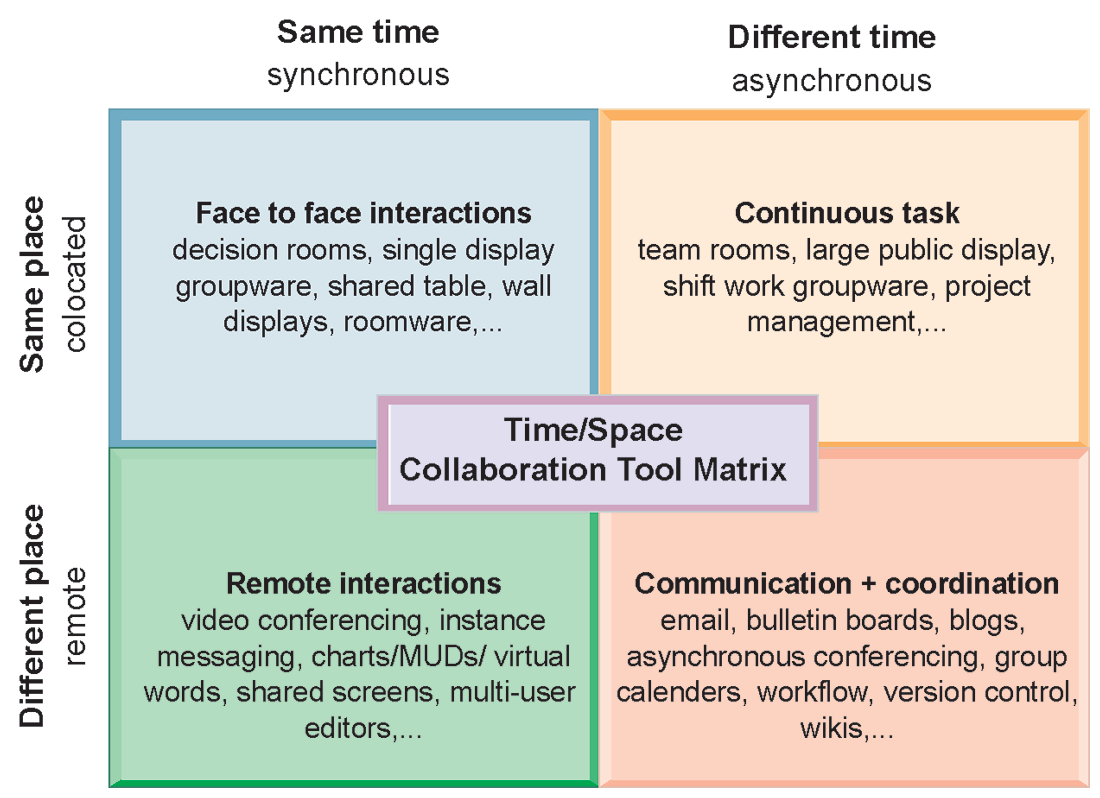 Same time
synchronous
Different time
asynchronous
Same place
colocated
Face to face interactions
decision rooms, single display
groupware, shared table, wall
displays, roomware,...
Continuous task
team rooms, large public display,
shift work groupware, project
management,...
Time/Space
Collaboration Tool Matrix
Different place
remote
Remote interactions
video conferencing, instance
messaging, charts/MUDs/ virtual
words, shared screens, multi-user
editors,...
Communication + coordination
email, bulletin boards, blogs,
asynchronous conferencing, group
calenders, workflow, version control,
wikis,...